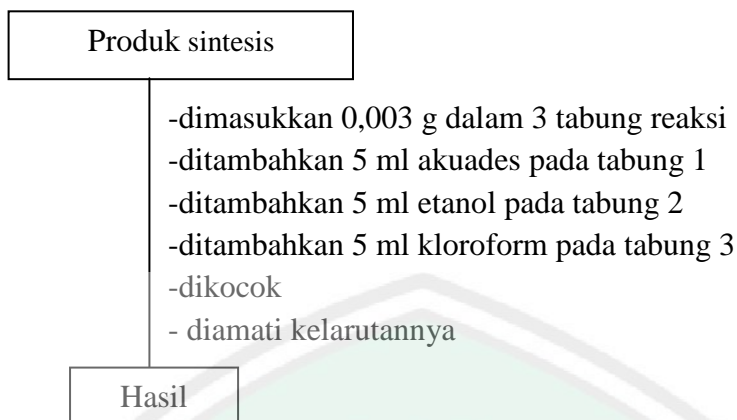 Produk sintesis
-dimasukkan 0,003 g dalam 3 tabung reaksi
-ditambahkan 5 ml akuades pada tabung 1
-ditambahkan 5 ml etanol pada tabung 2
-ditambahkan 5 ml kloroform pada tabung 3
-dikocok
- diamati kelarutannya
Hasil